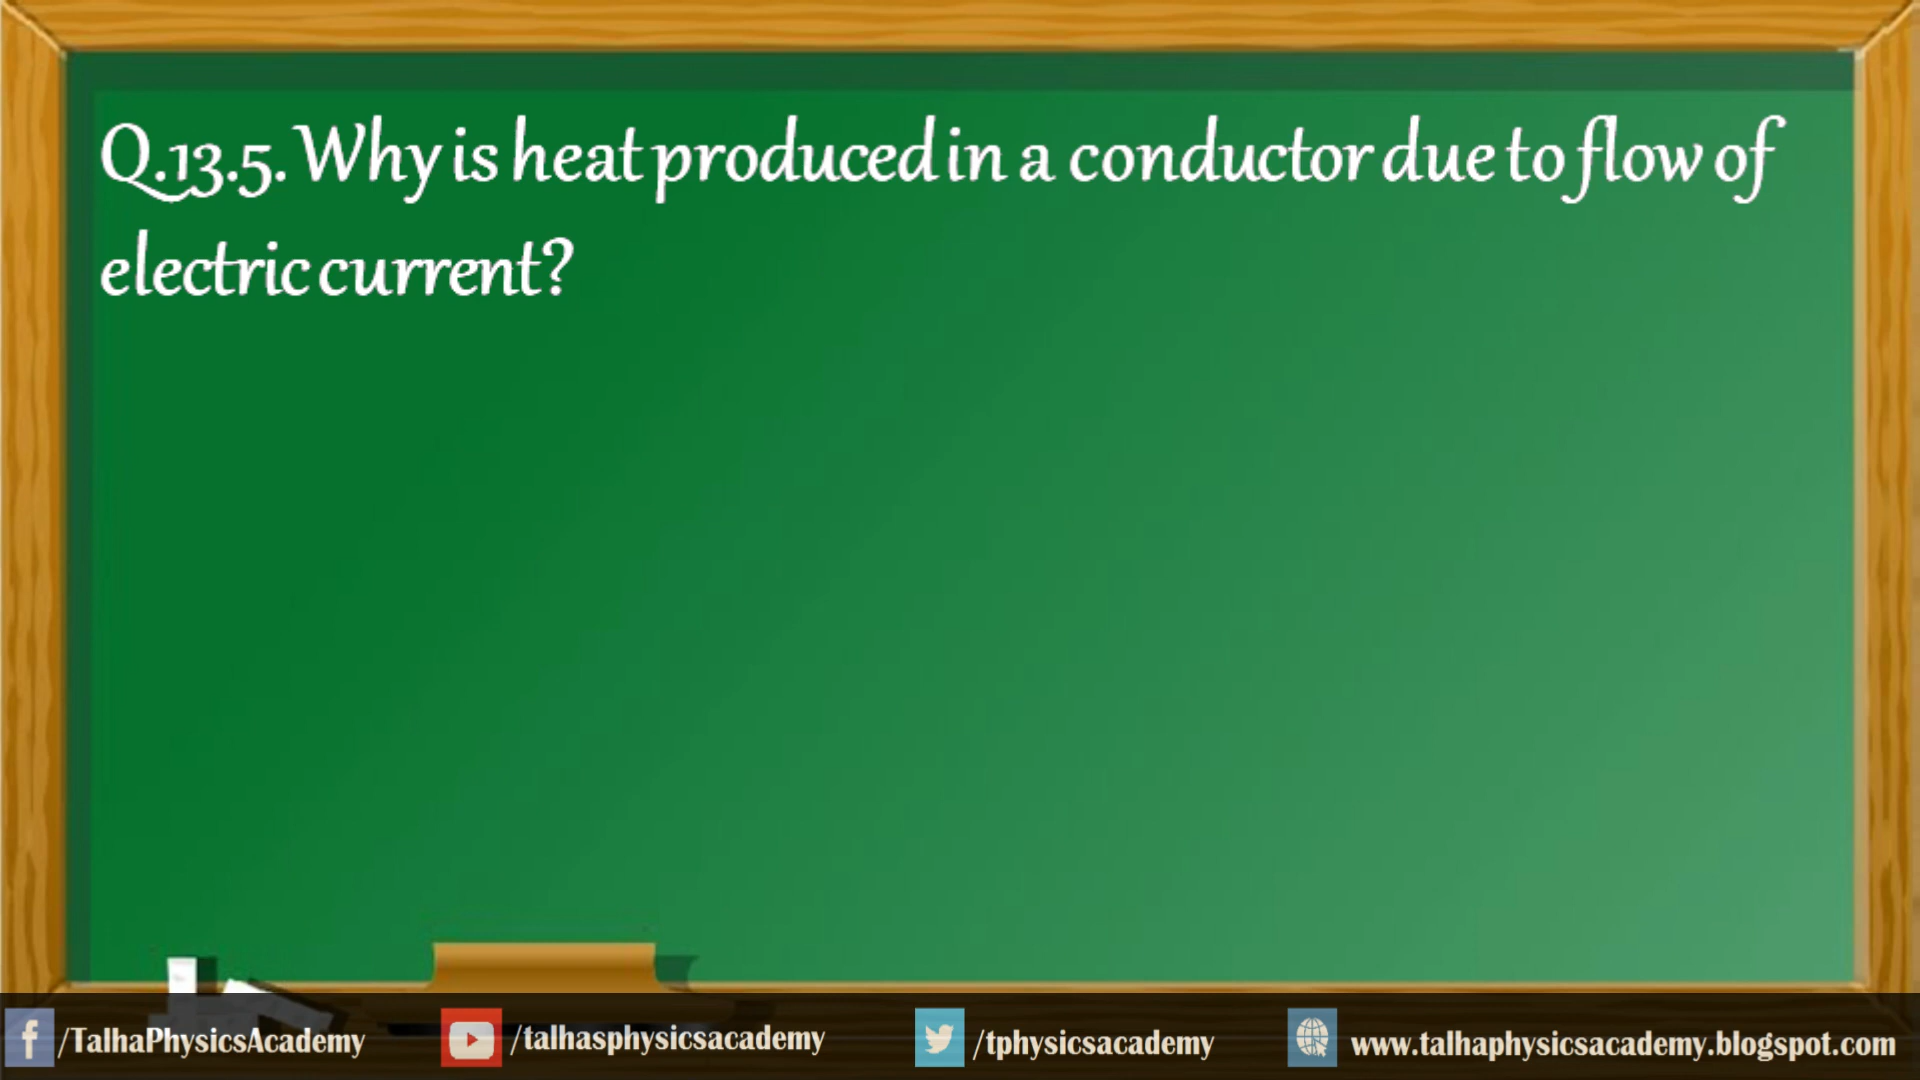 Q.13.5. Why is heat produced in a conductor due to flow of
electric current?
/TalhaPhysicsAcademy /talhasphysicsacademy /tphysicsacademy www.talhaphysicsacademy.blogspot.com